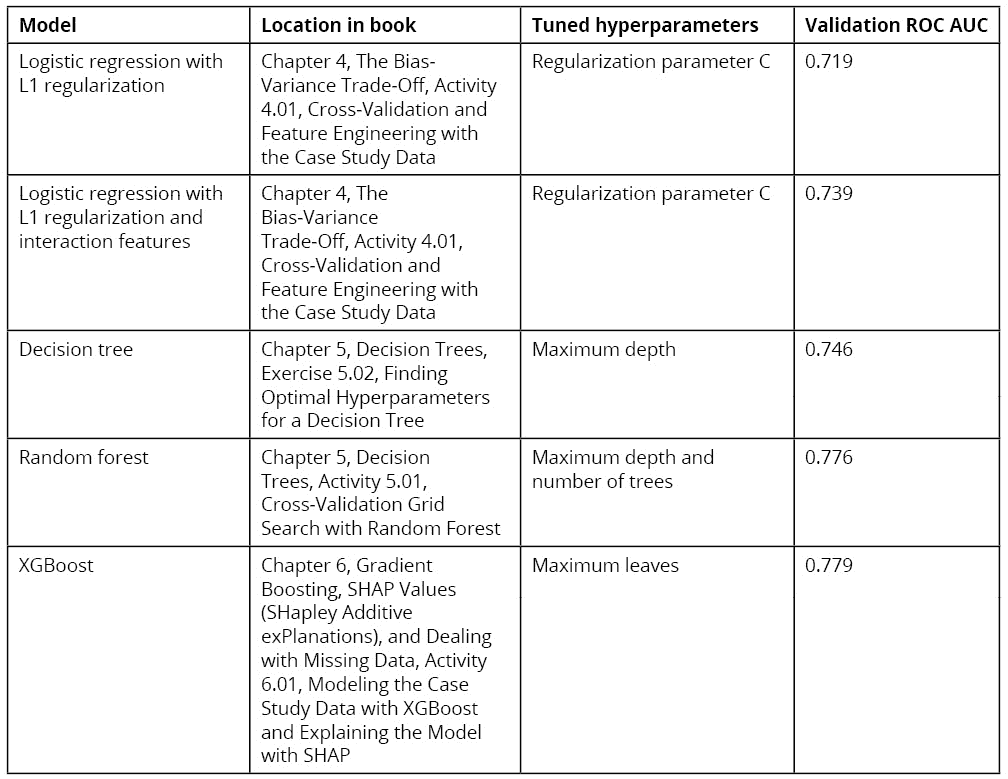 Model
Location in book
Tuned hyperparameters
Validation ROC AUC
Logistic regression with
L1 regularization
Chapter 4, The Bias-
Variance Trade-Off, Activity
4.01, Cross-Validation and
Feature Engineering with
the Case Study Data
Regularization parameter C
0.719
Logistic regression with
L1 regularization and
interaction features
Chapter 4, The
Bias-Variance
Trade-Off, Activity 4.01,
Cross-Validation and
Feature Engineering with
the Case Study Data
Regularization parameter C
0.739
Decision tree
Chapter 5, Decision Trees,
Exercise 5.02, Finding
Optimal Hyperparameters
for a Decision Tree
Maximum depth
0.746
Random forest
Chapter 5, Decision
Trees, Activity 5.01,
Cross-Validation Grid
Search with Random Forest
Maximum depth and
number of trees
0.776
XGBoost
Chapter 6, Gradient
Boosting, SHAP Values
(SHapley Additive
exPlanations), and Dealing
with Missing Data, Activity
6.01, Modeling the Case
Study Data with XGBoost
and Explaining the Model
with SHAP
Maximum leaves
0.779